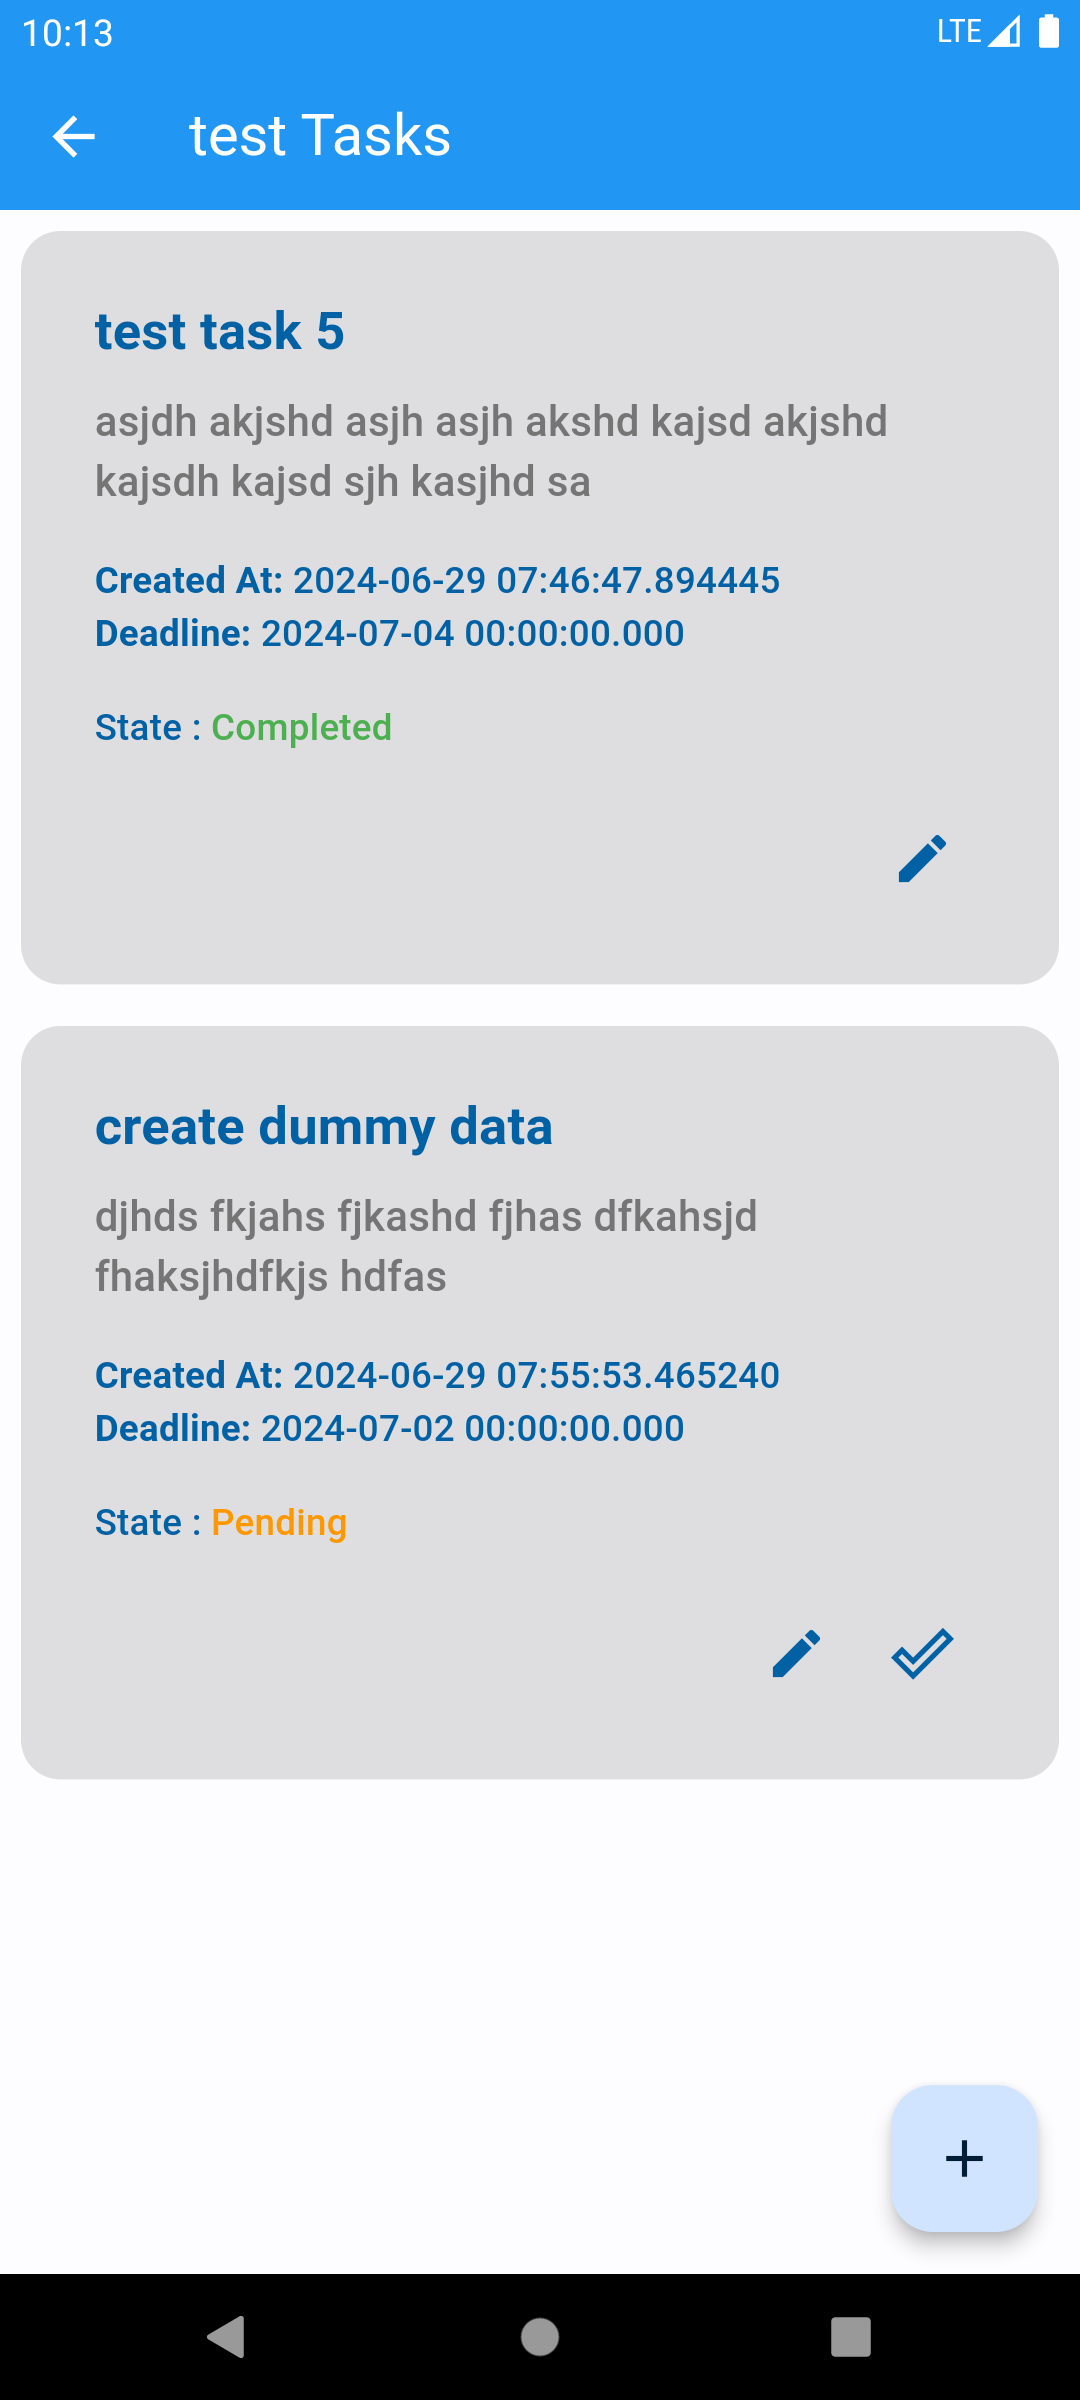 10:13
LTE
test Tasks
test task 5
asjdh akjshd asjh asjh akshd kajsd akjshd
kajsdh kajsd sjh kasjhd sa
Created At: 2024-06-29 07:46:47.894445
Deadline: 2024-07-04 00:00:00.000
State : Completed
create dummy data
djhds fkjahs fjkashd fjhas dfkahsjd
fhaksjhdfkjs hdfas
Created At: 2024-06-29 07:55:53.465240
Deadline: 2024-07-02 00:00:00.000
State : Pending